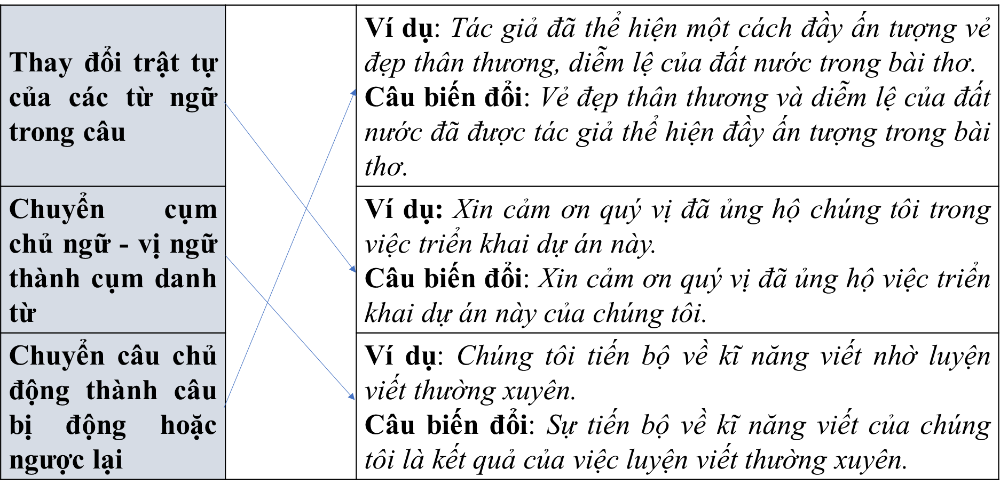 Thay đổi trật tự
của các từ ngữ
trong câu
Ví dụ: Tác giả đã thể hiện một cách đầy ấn tượng vẻ
đẹp thân thương, diễm lệ của đất nước trong bài thơ.
Câu biến đổi: Vẻ đẹp thân thương và diễm lệ của đất
nước đã được tác giả thể hiện đầy ấn tượng trong bài
thơ.
Chuyển cụm
chủ ngữ - vị ngữ
thành cụm danh
từ
Ví dụ: Xin cảm ơn quý vị đã ủng hộ chúng tôi trong
việc triển khai dự án này.
Câu biến đổi: Xin cảm ơn quý vị đã ủng hộ việc triển
khai dự án này của chúng tôi.
Chuyển câu chủ
động thành câu
bị động hoặc
ngược lại
Ví dụ: Chúng tôi tiến bộ về kĩ năng viết nhờ luyện
viết thường xuyên.
Câu biến đổi: Sự tiến bộ về kĩ năng viết của chúng
tôi là kết quả của việc luyện viết thường xuyên.